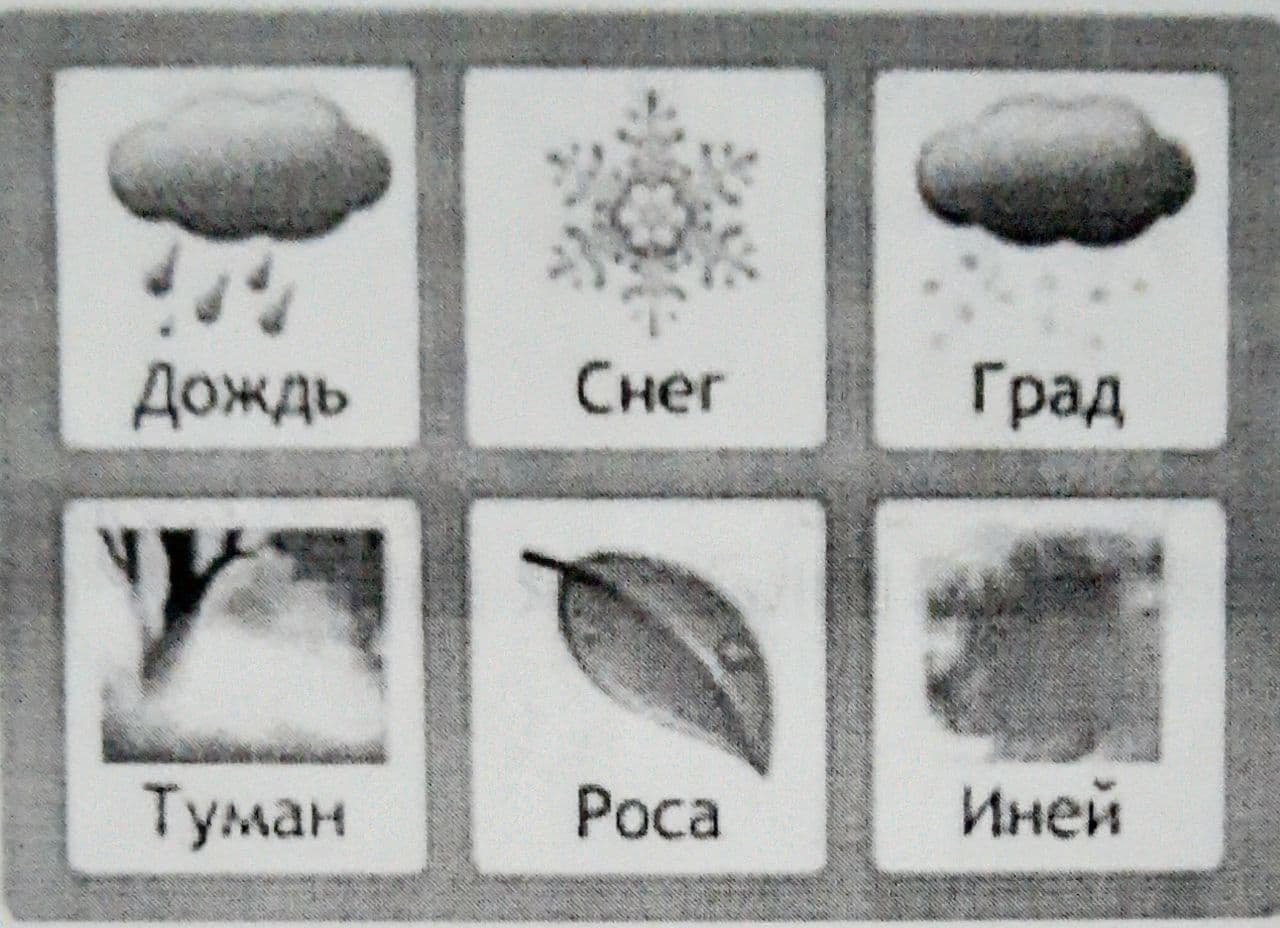 Дождь
Снег
Град
Туман
Роса
Иней